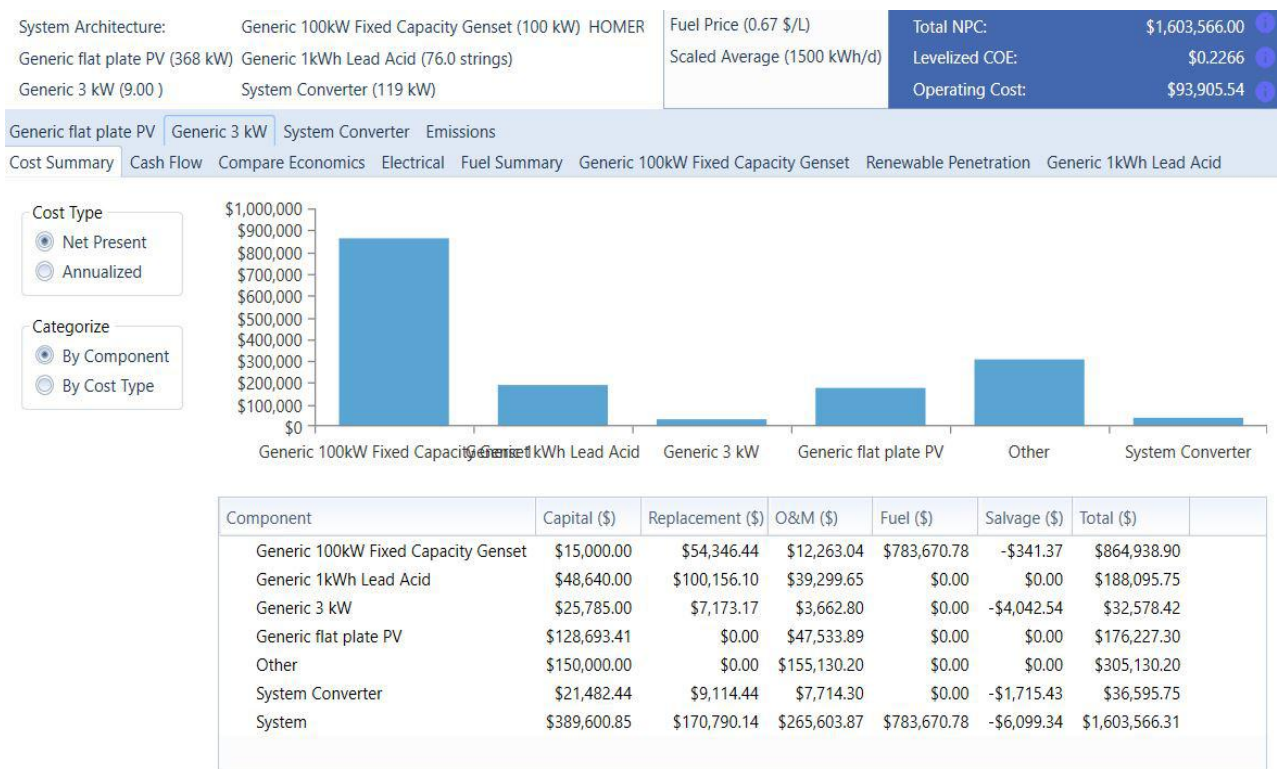 System Architecture: Generic 100kW Fixed Capacity Genset (100 kW) HOMER
Generic flat plate PV (368 kW) Generic 1kWh Lead Acid (76.0 strings)
Generic 3 kW (9.00 ) System Converter (119 kW)
Fuel Price (0.67 $/L)
Scaled Average (1500 kWh/d)
Total NPC: $1,603,566.00
Levelized COE: $0.2266
Operating Cost: $93,905.54
Generic flat plate PV Generic 3 kW System Converter Emissions
Cost Summary Cash Flow Compare Economics Electrical Fuel Summary Generic 100kW Fixed Capacity Genset Renewable Penetration Generic 1kWh Lead Acid
Cost Type
Net Present
Annualized
Categorize
By Component
By Cost Type
$1,000,000
$900,000
$800,000
$700,000
$600,000
$500,000
$400,000
$300,000
$200,000
$100,000
$0
Generic 100kW Fixed Capacity Genset Generic 1kWh Lead Acid Generic 3 kW Generic flat plate PV Other System Converter
Component Capital ($) Replacement ($) O&M ($) Fuel ($) Salvage ($) Total ($)
Generic 100kW Fixed Capacity Genset $15,000.00 $54,346.44 $12,263.04 $783,670.78 -$341.37 $864,938.90
Generic 1kWh Lead Acid $48,640.00 $100,156.10 $39,299.65 $0.00 $0.00 $188,095.75
Generic 3 kW $25,785.00 $7,173.17 $3,662.80 $0.00 -$4,042.54 $32,578.42
Generic flat plate PV $128,693.41 $0.00 $47,533.89 $0.00 $0.00 $176,227.30
Other $150,000.00 $0.00 $155,130.20 $0.00 $0.00 $305,130.20
System Converter $21,482.44 $9,114.44 $7,714.30 $0.00 -$1,715.43 $36,595.75
System $389,600.85 $170,790.14 $265,603.87 $783,670.78 -$6,099.34 $1,603,566.31